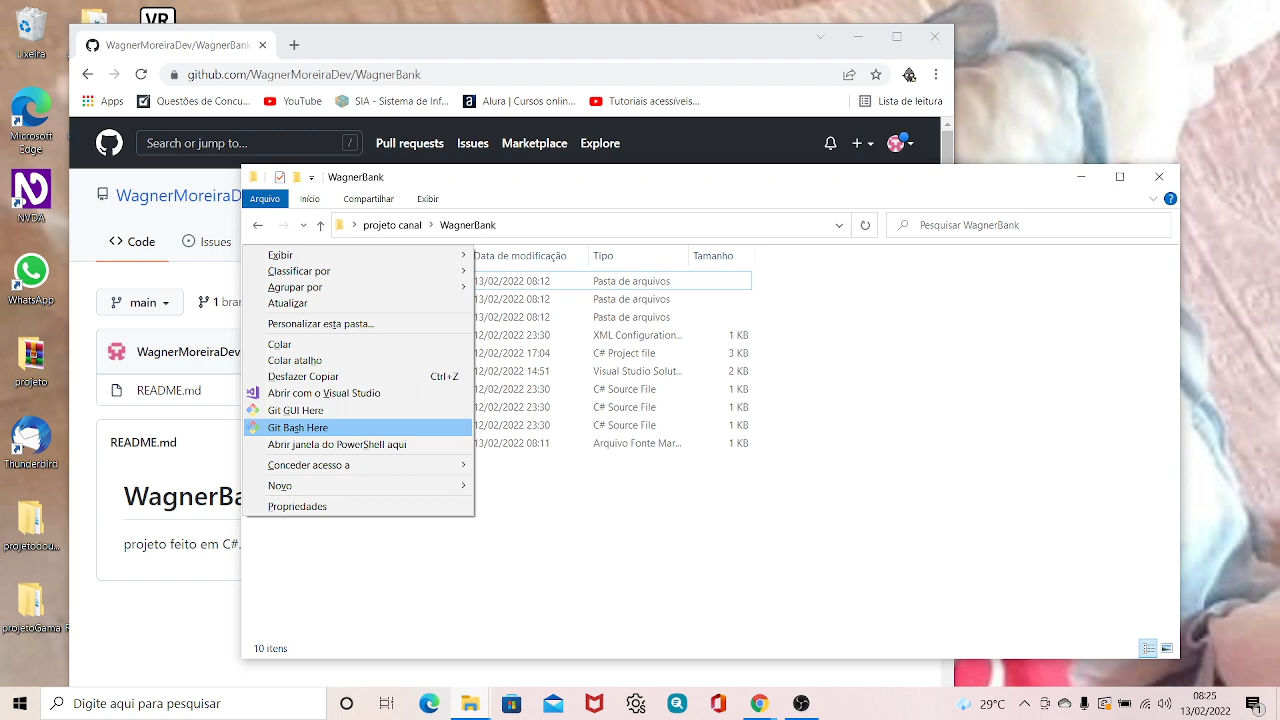 Lixeira
VR
Microsoft
Edge
NVDA
WhatsApp
projeto
Thunderbird
projetodou...
projetoGama R
WagnerMoreiraDev/WagnerBank
github.com/WagnerMoreiraDev/WagnerBank
Apps
Questões de Concu...
YouTube
SIA - Sistema de Inf...
Alura | Cursos onlin...
Tutoriais acessíveis...
Lista de leitura
Search or jump to...
/
Pull requests
Issues
Marketplace
Explore
WagnerMoreiraD
Code
Issues
main
1 bran
WagnerMoreiraDev
README.md
README.md
WagnerBa
projeto feito em C#.
WagnerBank
Arquivo
Início
Compartilhar
Exibir
projeto canal
WagnerBank
Pesquisar WagnerBank
Data de modificação Tipo Tamanho
13/02/2022 08:12 Pasta de arquivos
13/02/2022 08:12 Pasta de arquivos
13/02/2022 08:12 Pasta de arquivos
12/02/2022 23:30 XML Configuration... 1 KB
12/02/2022 17:04 C# Project file 3 KB
12/02/2022 14:51 Visual Studio Solut... 2 KB
12/02/2022 23:30 C# Source File 1 KB
12/02/2022 23:30 C# Source File 1 KB
12/02/2022 23:30 C# Source File 1 KB
13/02/2022 08:11 Arquivo Fonte Mar... 1 KB
Exibir
Classificar por
Agrupar por
Atualizar
Personalizar esta pasta...
Colar
Colar atalho
Desfazer Copiar Ctrl+Z
Abrir com o Visual Studio
Git GUI Here
Git Bash Here
Abrir janela do PowerShell aqui
Conceder acesso a
Novo
Propriedades
10 itens
Digite aqui para pesquisar
29°C
08:25
13/02/2022
1